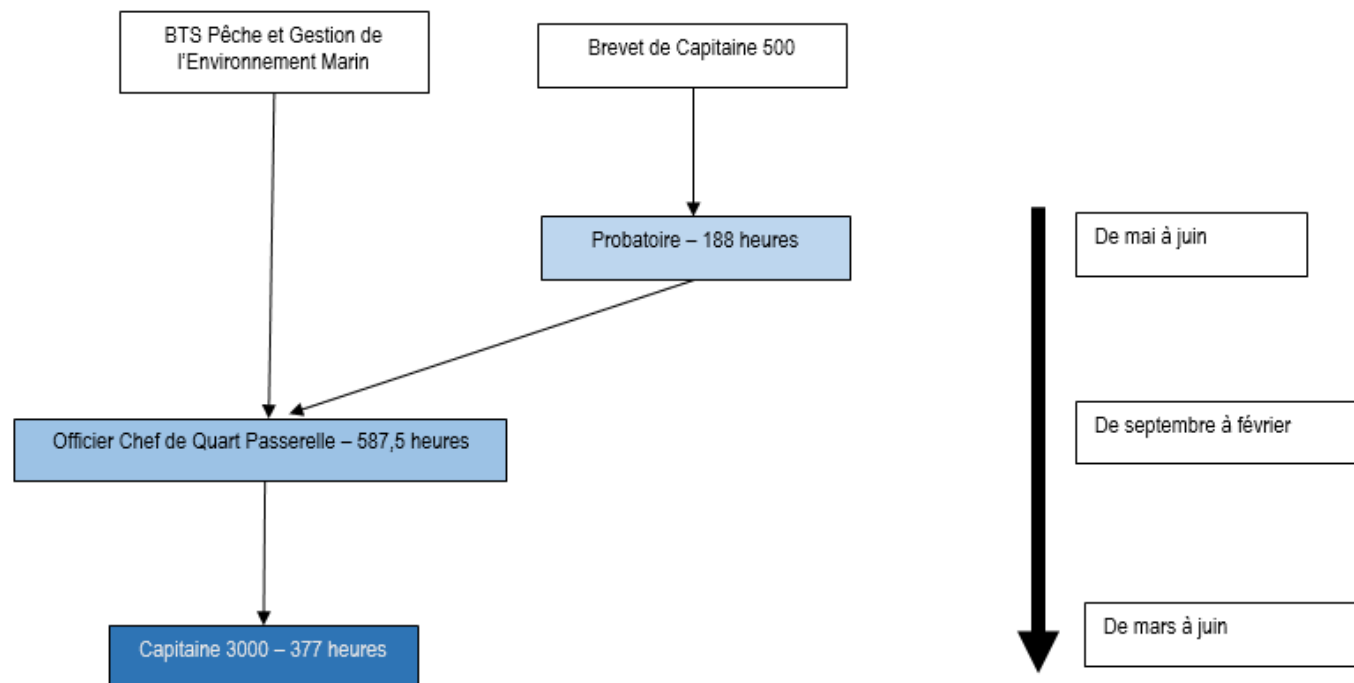 BTS Pêche et Gestion de
l'Environnement Marin
Brevet de Capitaine 500
Probatoire – 188 heures
De mai à juin
Officier Chef de Quart Passerelle – 587,5 heures
De septembre à février
Capitaine 3000 – 377 heures
De mars à juin